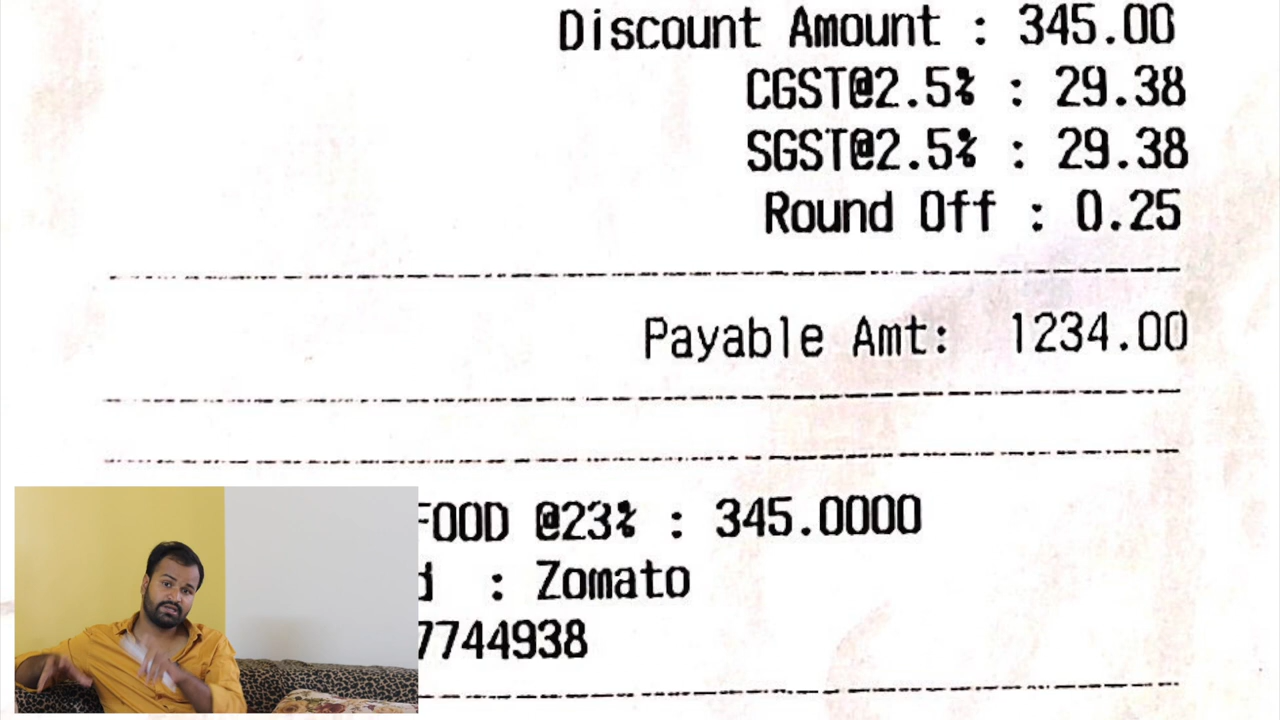 Discount Amount : 345.00
CGST@2.5% : 29.38
SGST@2.5% : 29.38
Round Off : 0.25
Payable Amt: 1234.00
FOOD @23% : 345.0000
: Zomato
7744938